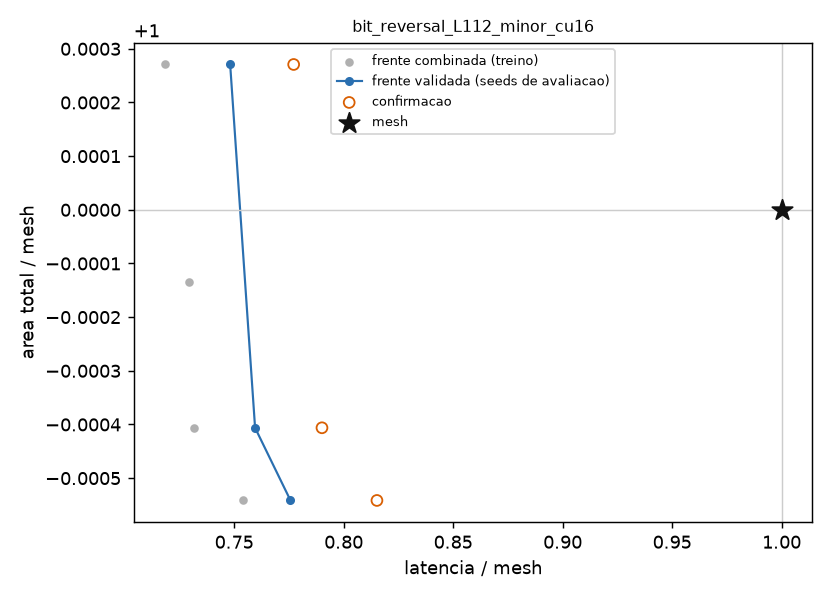 bit_reversal_L112_minor_cu16
+1
0.0003
0.0002
0.0001
0.0000
−0.0001
−0.0002
−0.0003
−0.0004
−0.0005
area total / mesh
frente combinada (treino)
frente validada (seeds de avaliacao)
confirmacao
mesh
0.75
0.80
0.85
0.90
0.95
1.00
latencia / mesh